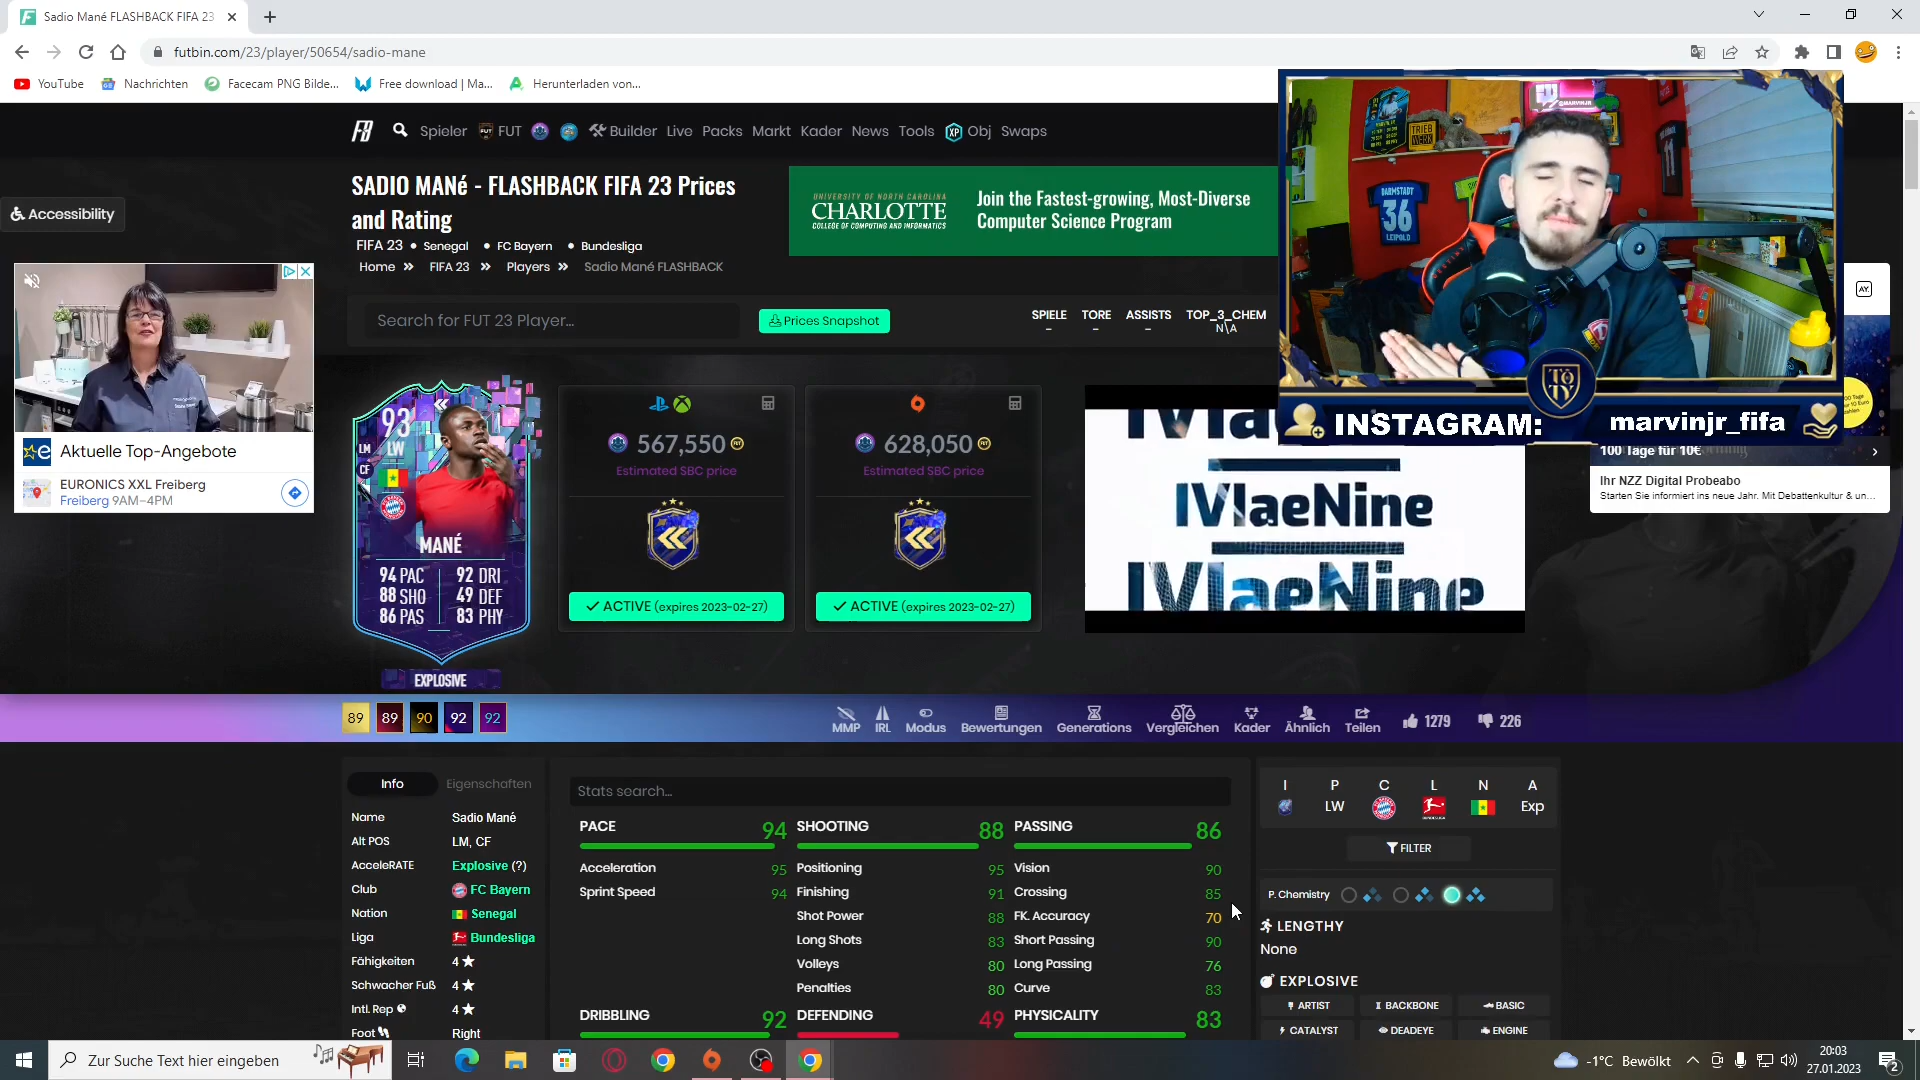 Sadio Mané FLASHBACK FIFA 23
futbin.com/23/player/50654/sadio-mane
YouTube
Nachrichten
Facecam PNG Bilde...
Free download | Ma...
Herunterladen von...
Spieler
FUT
Builder
Live
Packs
Markt
Kader
News
Tools
XP
Obj
Swaps
Accessibility
SADIO MANé - FLASHBACK FIFA 23 Prices
and Rating
FIFA 23 • Senegal • FC Bayern • Bundesliga
Home » FIFA 23 » Players » Sadio Mané FLASHBACK
UNIVERSITY OF NORTH CAROLINA
CHARLOTTE
COLLEGE OF COMPUTING AND INFORMATICS
Join the Fastest-growing, Most-Diverse
Computer Science Program
Search for FUT 23 Player...
Prices Snapshot
SPIELE
-
TORE
-
ASSISTS
-
TOP_3_CHEM
N\A
TRIEB
WERK
DARMSTADT
36
LEIPOLD
11
@MARVINJR
TOTY
INSTAGRAM: marvinjr_fifa
Aktuelle Top-Angebote
EURONICS XXL Freiberg
Freiberg 9AM–4PM
93
LW
LM
CF
MANÉ
94 PAC
88 SHO
86 PAS
92 DRI
49 DEF
83 PHY
EXPLOSIVE
567,550
Estimated SBC price
ACTIVE (expires 2023-02-27)
628,050
Estimated SBC price
ACTIVE (expires 2023-02-27)
IVIaeNine
IVIaeNine
100 Tage für 10€
Ihr NZZ Digital Probeabo
Starten Sie informiert ins neue Jahr. Mit Debattenkultur & un...
89
89
90
92
92
MMP
IRL
Modus
Bewertungen
Generations
Vergleichen
Kader
Ähnlich
Teilen
1279
226
Info
Eigenschaften
Name Sadio Mané
Alt POS LM, CF
AcceleRATE Explosive (?)
Club FC Bayern
Nation Senegal
Liga Bundesliga
Fähigkeiten 4
Schwacher Fuß 4
Intl. Rep 4
Foot Right
Stats search...
PACE 94
Acceleration 95
Sprint Speed 94
SHOOTING 88
Positioning 95
Finishing 91
Shot Power 88
Long Shots 83
Volleys 80
Penalties 80
PASSING 86
Vision 90
Crossing 85
FK. Accuracy 70
Short Passing 90
Long Passing 76
Curve 83
DRIBBLING 92
DEFENDING 49
PHYSICALITY 83
I P C L N A
LW Exp
FILTER
P. Chemistry
LENGTHY
None
EXPLOSIVE
ARTIST
BACKBONE
BASIC
CATALYST
DEADEYE
ENGINE
Zur Suche Text hier eingeben
-1°C Bewölkt
20:03
27.01.2023
2